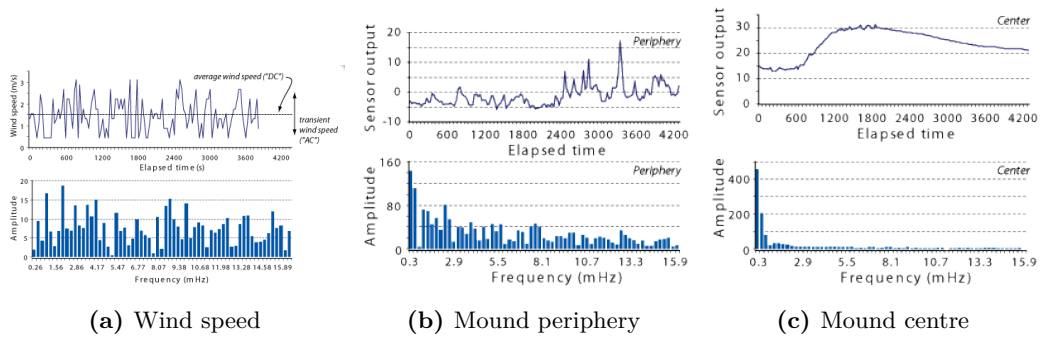 average wind speed ("DC")
Wind speed (m/s)
3
2
1
0
transient
wind speed
("AC")
0 600 1200 1800 2400 3000 3600 4200
Elapsed time (s)
Amplitude
20
15
10
5
0
0.26 1.56 2.86 4.17 5.47 6.77 8.07 9.38 10.68 11.98 13.28 14.58 15.89
Frequency (mHz)
(a) Wind speed
Periphery
Sensor output
20
10
0
-10
0 600 1200 1800 2400 3000 3600 4200
Elapsed time
Periphery
Amplitude
160
80
0
0.3 2.9 5.5 8.1 10.7 13.3 15.9
Frequency (mHz)
(b) Mound periphery
Center
Sensor output
30
20
10
0
0 600 1200 1800 2400 3000 3600 4200
Elapsed time
Center
Amplitude
400
200
0
0.3 2.9 5.5 8.1 10.7 13.3 15.9
Frequency (mHz)
(c) Mound centre